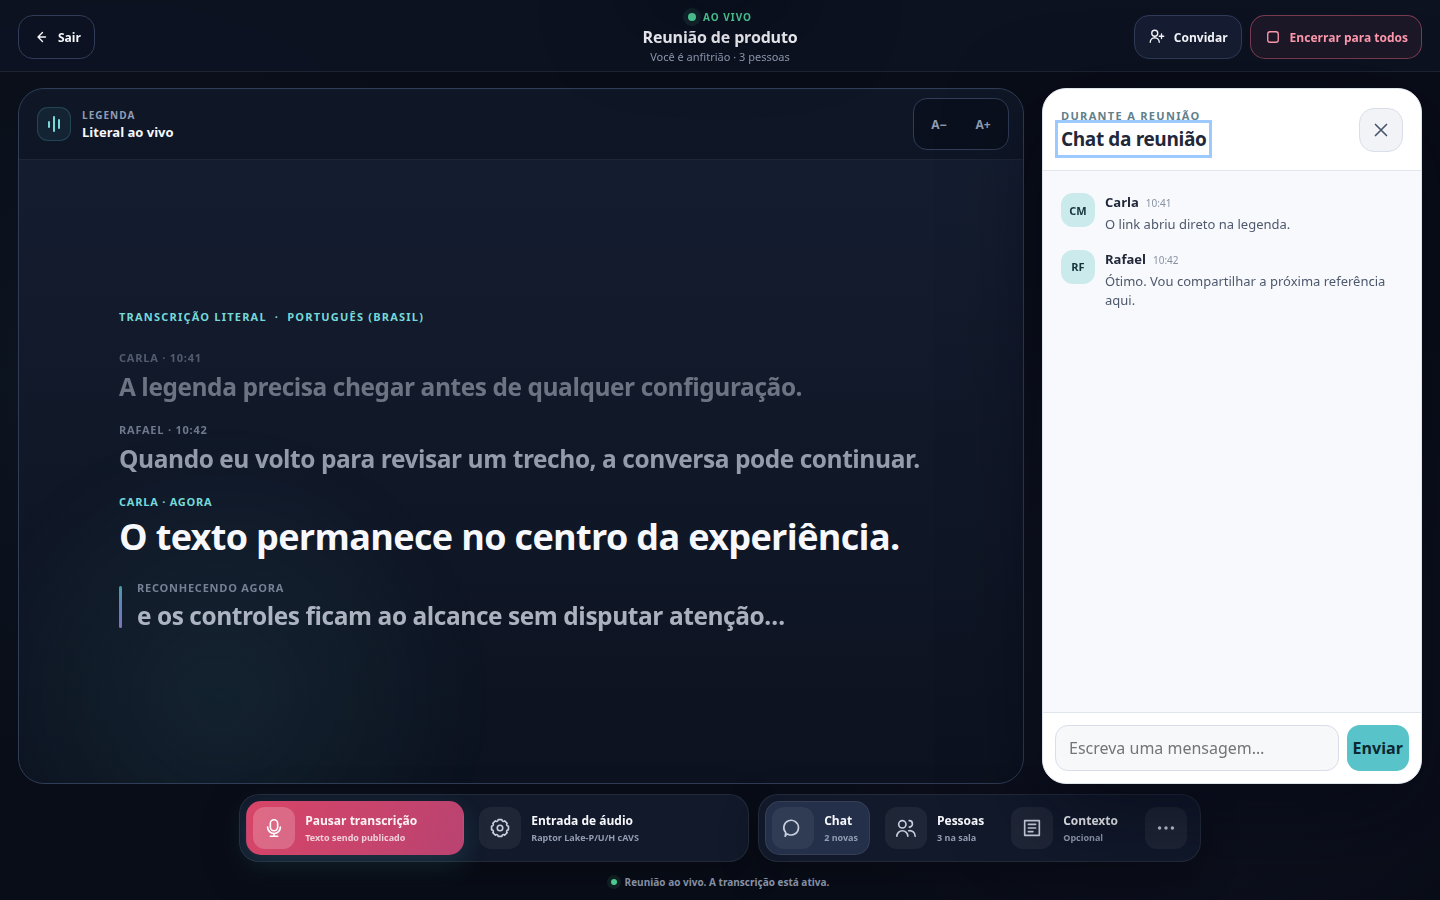 Sair
AO VIVO
Reunião de produto
Você é anfitrião · 3 pessoas
Convidar
Encerrar para todos
LEGENDA
Literal ao vivo
A−
A+
TRANSCRIÇÃO LITERAL · PORTUGUÊS (BRASIL)
CARLA · 10:41
A legenda precisa chegar antes de qualquer configuração.
RAFAEL · 10:42
Quando eu volto para revisar um trecho, a conversa pode continuar.
CARLA · AGORA
O texto permanece no centro da experiência.
RECONHECENDO AGORA
e os controles ficam ao alcance sem disputar atenção...
DURANTE A REUNIÃO
Chat da reunião
CM
Carla 10:41
O link abriu direto na legenda.
RF
Rafael 10:42
Ótimo. Vou compartilhar a próxima referência
aqui.
Escreva uma mensagem...
Enviar
Pausar transcrição
Texto sendo publicado
Entrada de áudio
Raptor Lake-P/U/H cAVS
Chat
2 novas
Pessoas
3 na sala
Contexto
Opcional
Reunião ao vivo. A transcrição está ativa.